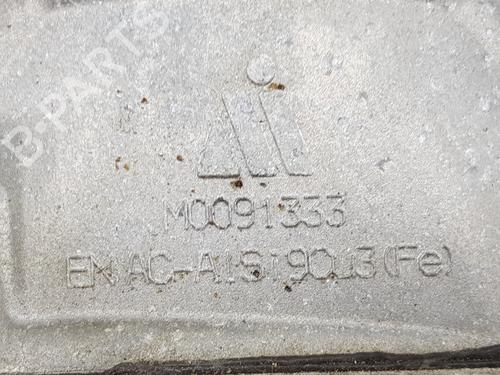 B-PARTS
M0091333
EN AC-AlSi9Cu3(Fe)